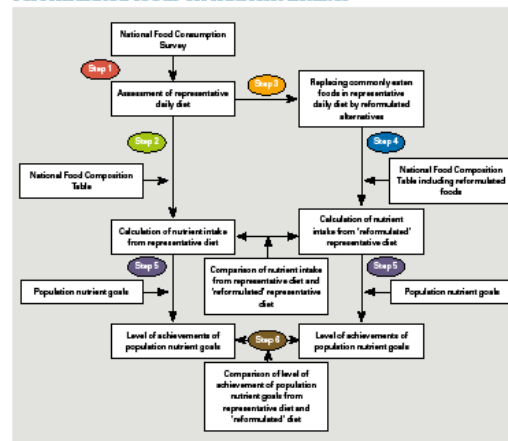 National Food Consumption
Survey
Step 1
Assessment of representative
daily diet
Step 3
Replacing commonly eaten
foods in representative
daily diet by reformulated
alternatives
Step 2
Step 4
National Food Composition
Table
National Food Composition
Table including reformulated
foods
Calculation of nutrient intake
from representative diet
Calculation of nutrient
intake from 'reformulated'
representative diet
Step 5
Comparison of nutrient intake
from representative diet and
'reformulated' representative
diet
Step 5
Population nutrient goals
Population nutrient goals
Level of achievements of
population nutrient goals
Step 6
Level of achievements of
population nutrient goals
Comparison of level of
achievement of population
nutrient goals from
representative diet and
'reformulated' diet